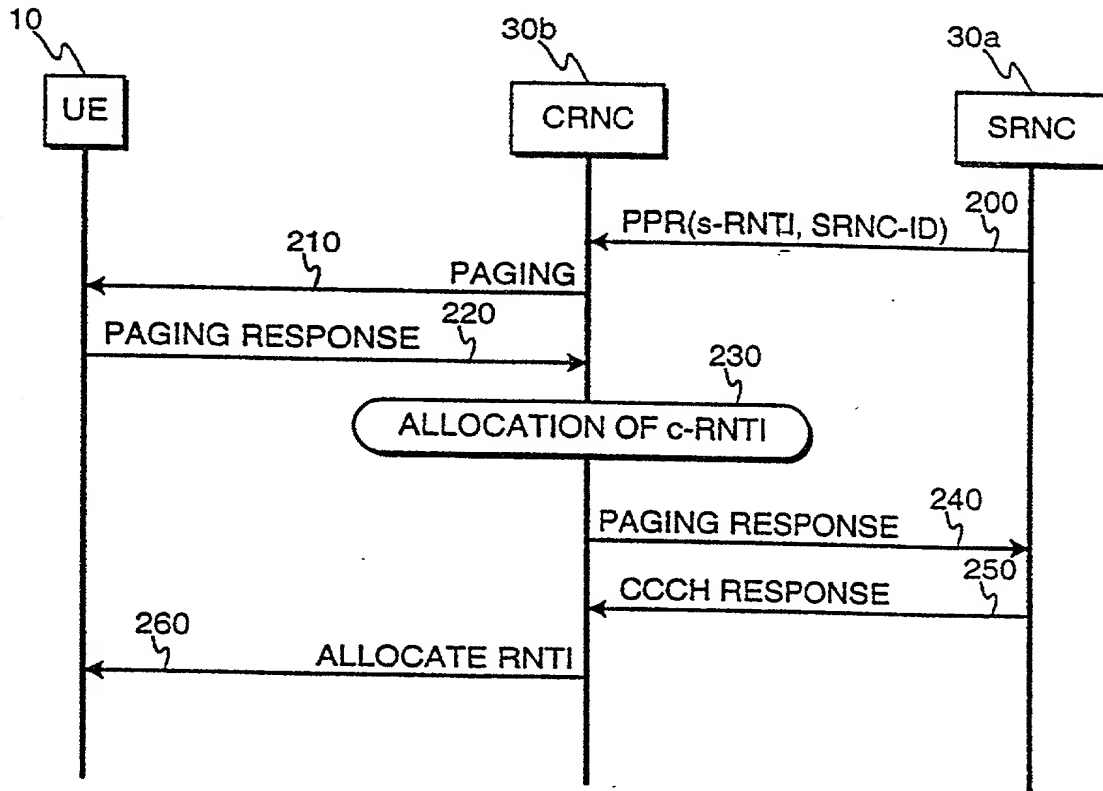 10
30b
30a
UE
CRNC
SRNC
200
PPR(s-RNTI, SRNC-ID)
210
PAGING
PAGING RESPONSE
220
230
ALLOCATION OF c-RNTI
PAGING RESPONSE
240
CCCH RESPONSE
250
260
ALLOCATE RNTI